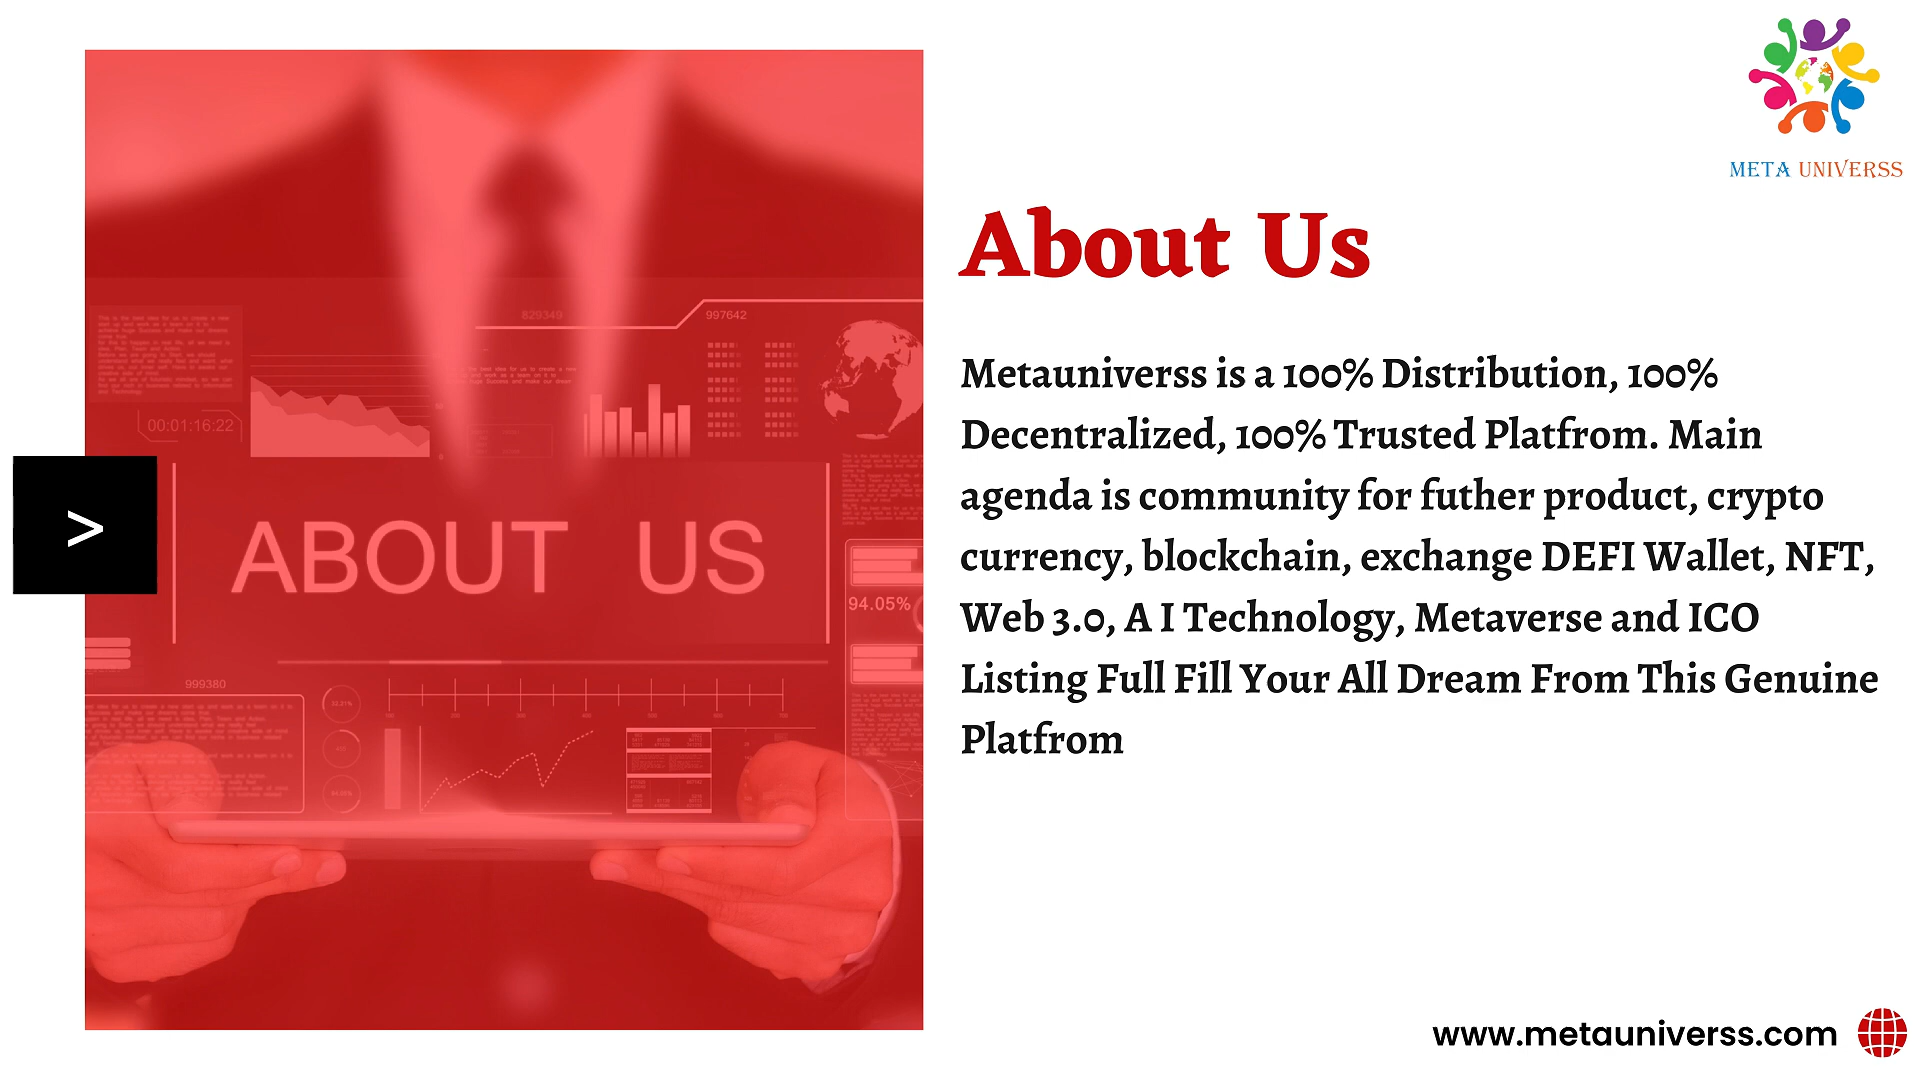 META UNIVERSS
About Us
Metauniverss is a 100% Distribution, 100%
Decentralized, 100% Trusted Platfrom. Main
agenda is community for futher product, crypto
currency, blockchain, exchange DEFI Wallet, NFT,
Web 3.0, A I Technology, Metaverse and ICO
Listing Full Fill Your All Dream From This Genuine
Platfrom
829349
997642
00:01:16:22
>
ABOUT US
94.05%
999380
www.metauniverss.com